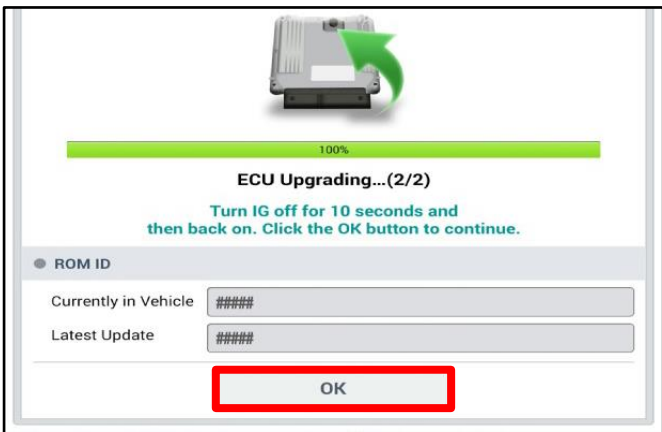 100%
ECU Upgrading...(2/2)
Turn IG off for 10 seconds and
then back on. Click the OK button to continue.
ROM ID
Currently in Vehicle #####
Latest Update #####
OK